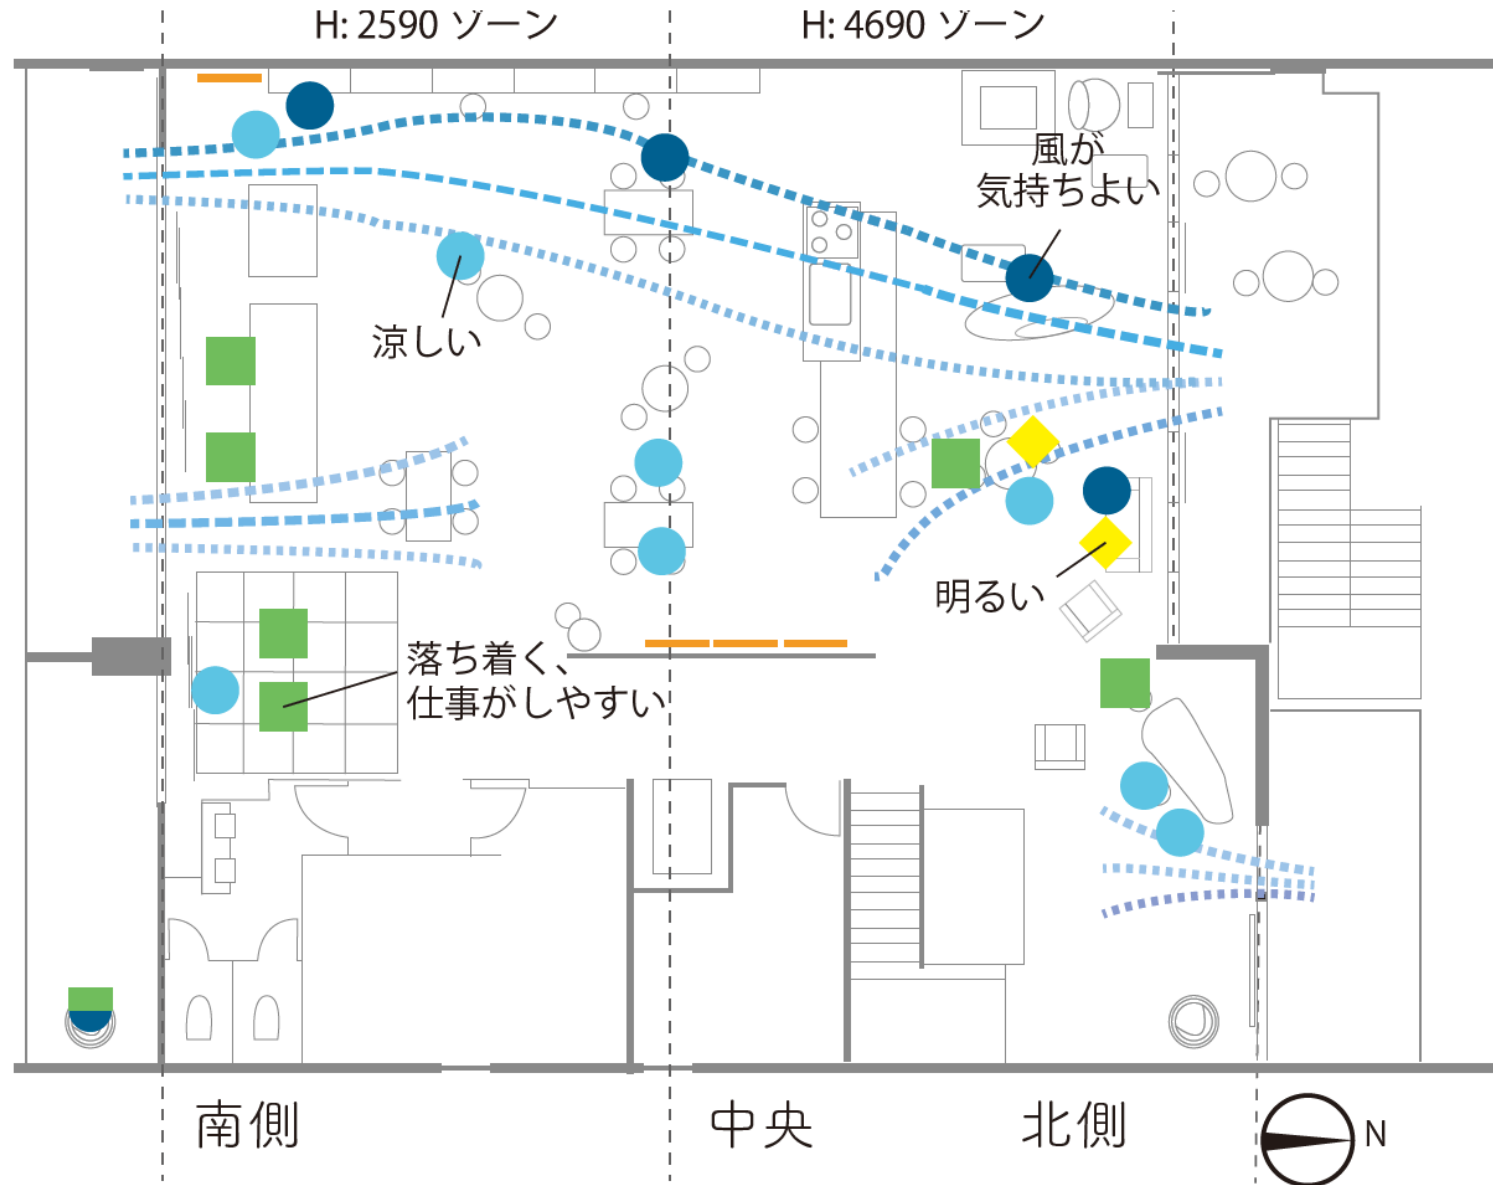 H: 2590 ゾーン
H: 4690 ゾーン
風が
気持ちよい
涼しい
明るい
落ち着く、
仕事がしやすい
南側
中央
北側
N